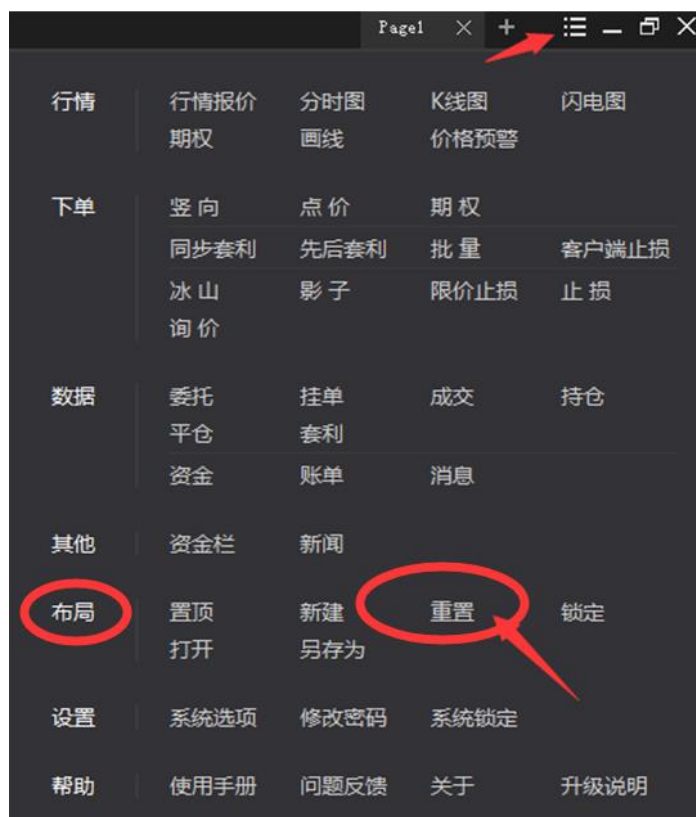 Page1
行情 行情报价 分时图 K线图 闪电图
期权 画线 价格预警
下单 竖向 点价 期权
同步套利 先后套利 批量 客户端止损
冰山 影子 限价止损 止损
询价
数据 委托 挂单 成交 持仓
平仓 套利
资金 账单 消息
其他 资金栏 新闻
布局 置顶 新建 重置 锁定
打开 另存为
设置 系统选项 修改密码 系统锁定
帮助 使用手册 问题反馈 关于 升级说明